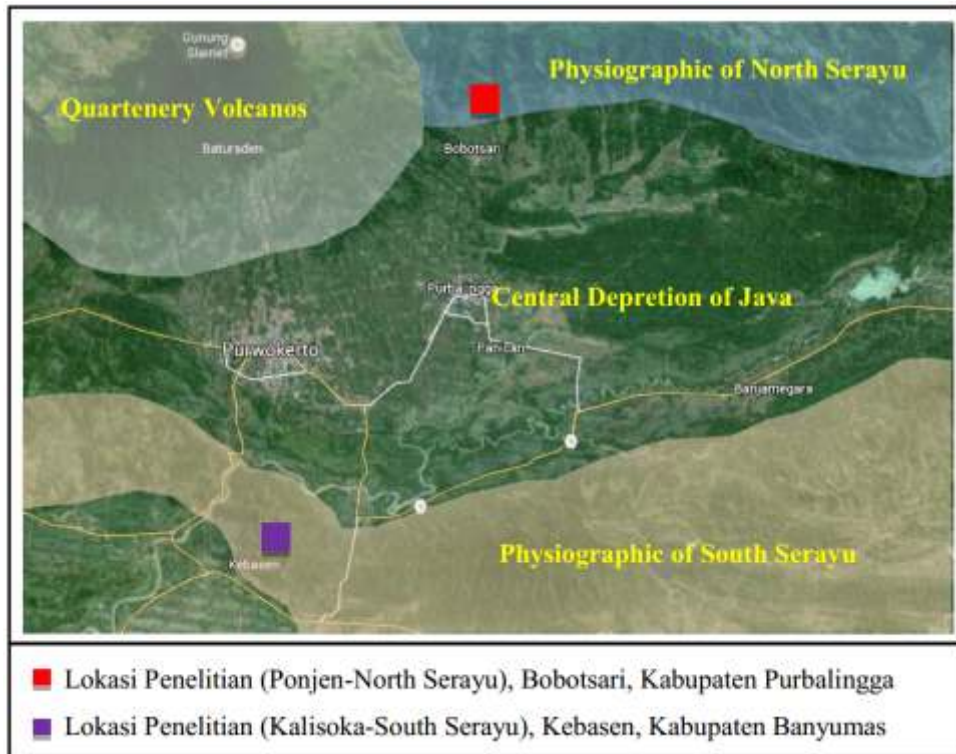 Gunung
Slamet
Physiographic of North Serayu
Quartenery Volcanos
Baturaden
Bobotsari
Central Depretion of Java
Purwokerto
Banjarnegara
Kebasen
Physiographic of South Serayu
Lokasi Penelitian (Ponjen-North Serayu), Bobotsari, Kabupaten Purbalingga
Lokasi Penelitian (Kalisoka-South Serayu), Kebasen, Kabupaten Banyumas